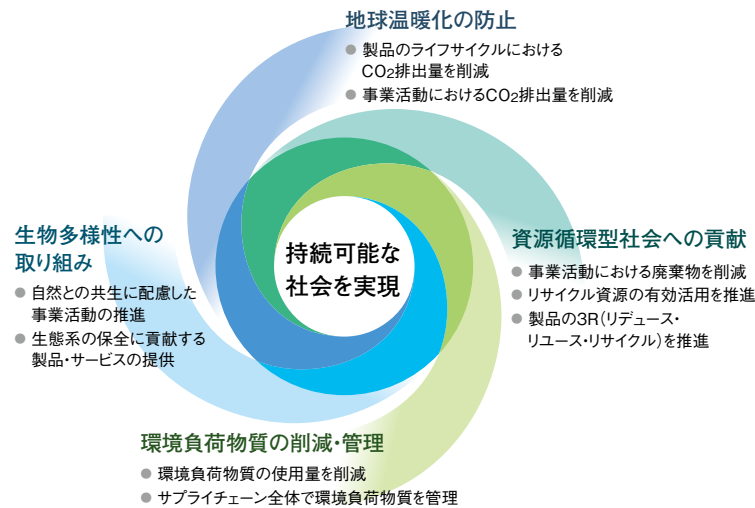 地球温暖化の防止
● 製品のライフサイクルにおける
CO₂排出量を削減
● 事業活動におけるCO₂排出量を削減
資源循環型社会への貢献
● 事業活動における廃棄物を削減
● リサイクル資源の有効活用を推進
● 製品の3R（リデュース・
リユース・リサイクル）を推進
環境負荷物質の削減・管理
● 環境負荷物質の使用量を削減
● サプライチェーン全体で環境負荷物質を管理
生物多様性への
取り組み
● 自然との共生に配慮した
事業活動の推進
● 生態系の保全に貢献する
製品・サービスの提供
持続可能な
社会を実現